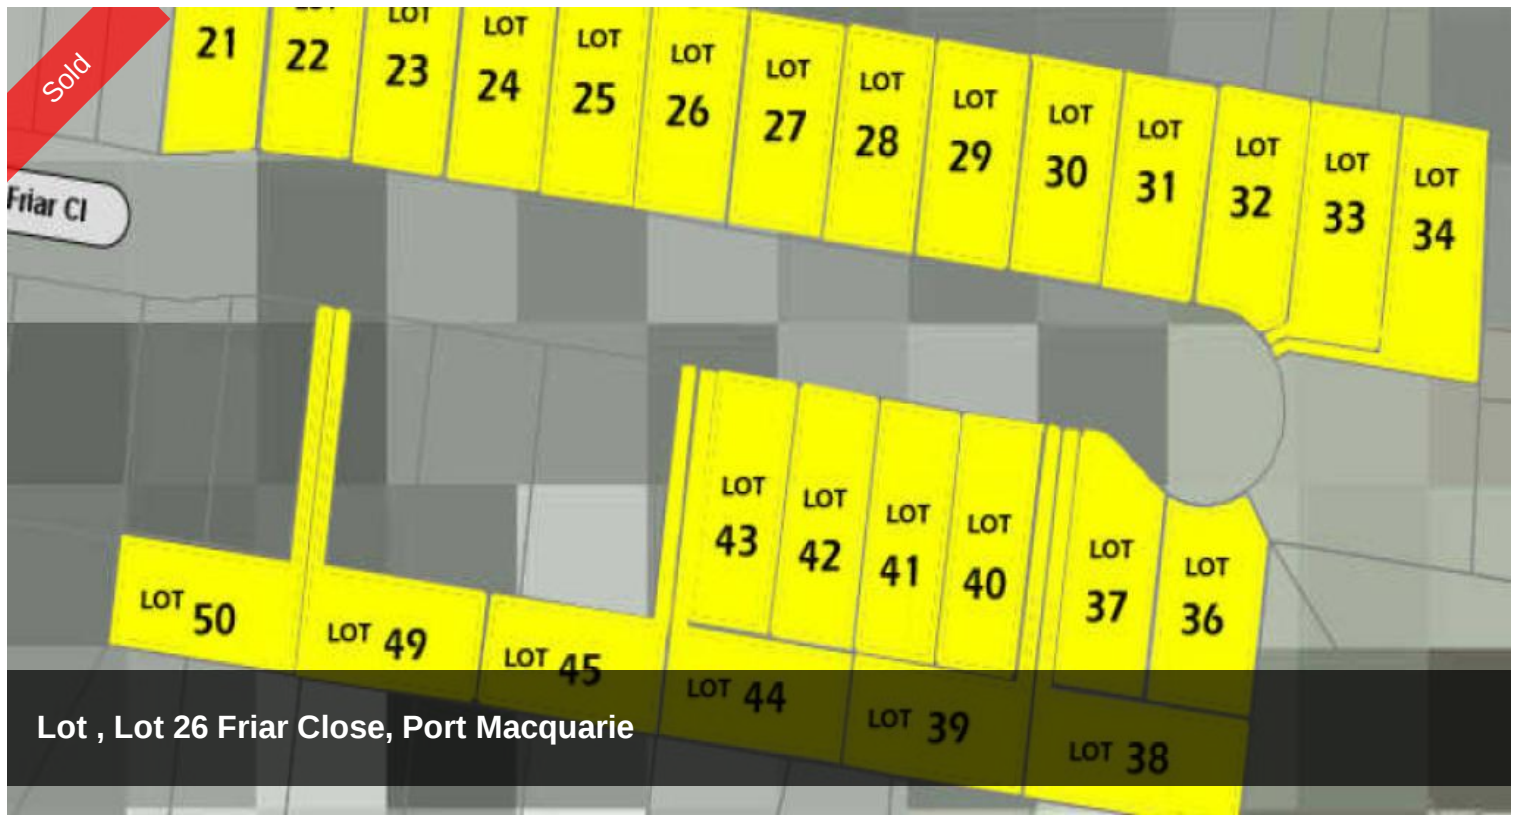 Sold
21
22
LOT
23
LOT
24
LOT
25
LOT
26
LOT
27
LOT
28
LOT
29
LOT
30
LOT
31
LOT
32
LOT
33
LOT
34
Friar Cl
LOT
43
LOT
42
LOT
41
LOT
40
LOT
37
LOT
36
LOT 50
LOT 49
LOT 45
LOT 44
LOT 39
LOT 38
Lot , Lot 26 Friar Close, Port Macquarie